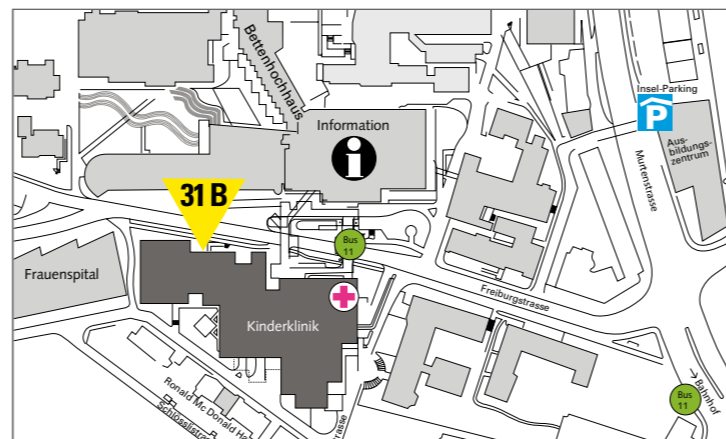 Bettenhochhaus
Insel-Parking
P
Information
i
Aus-
bildungs-
zentrum
Murtenstrasse
31 B
Bus
11
Frauenspital
Freiburgstrasse
Kinderklinik
Bahnhof
Bus
11
Ronald Mc Donald